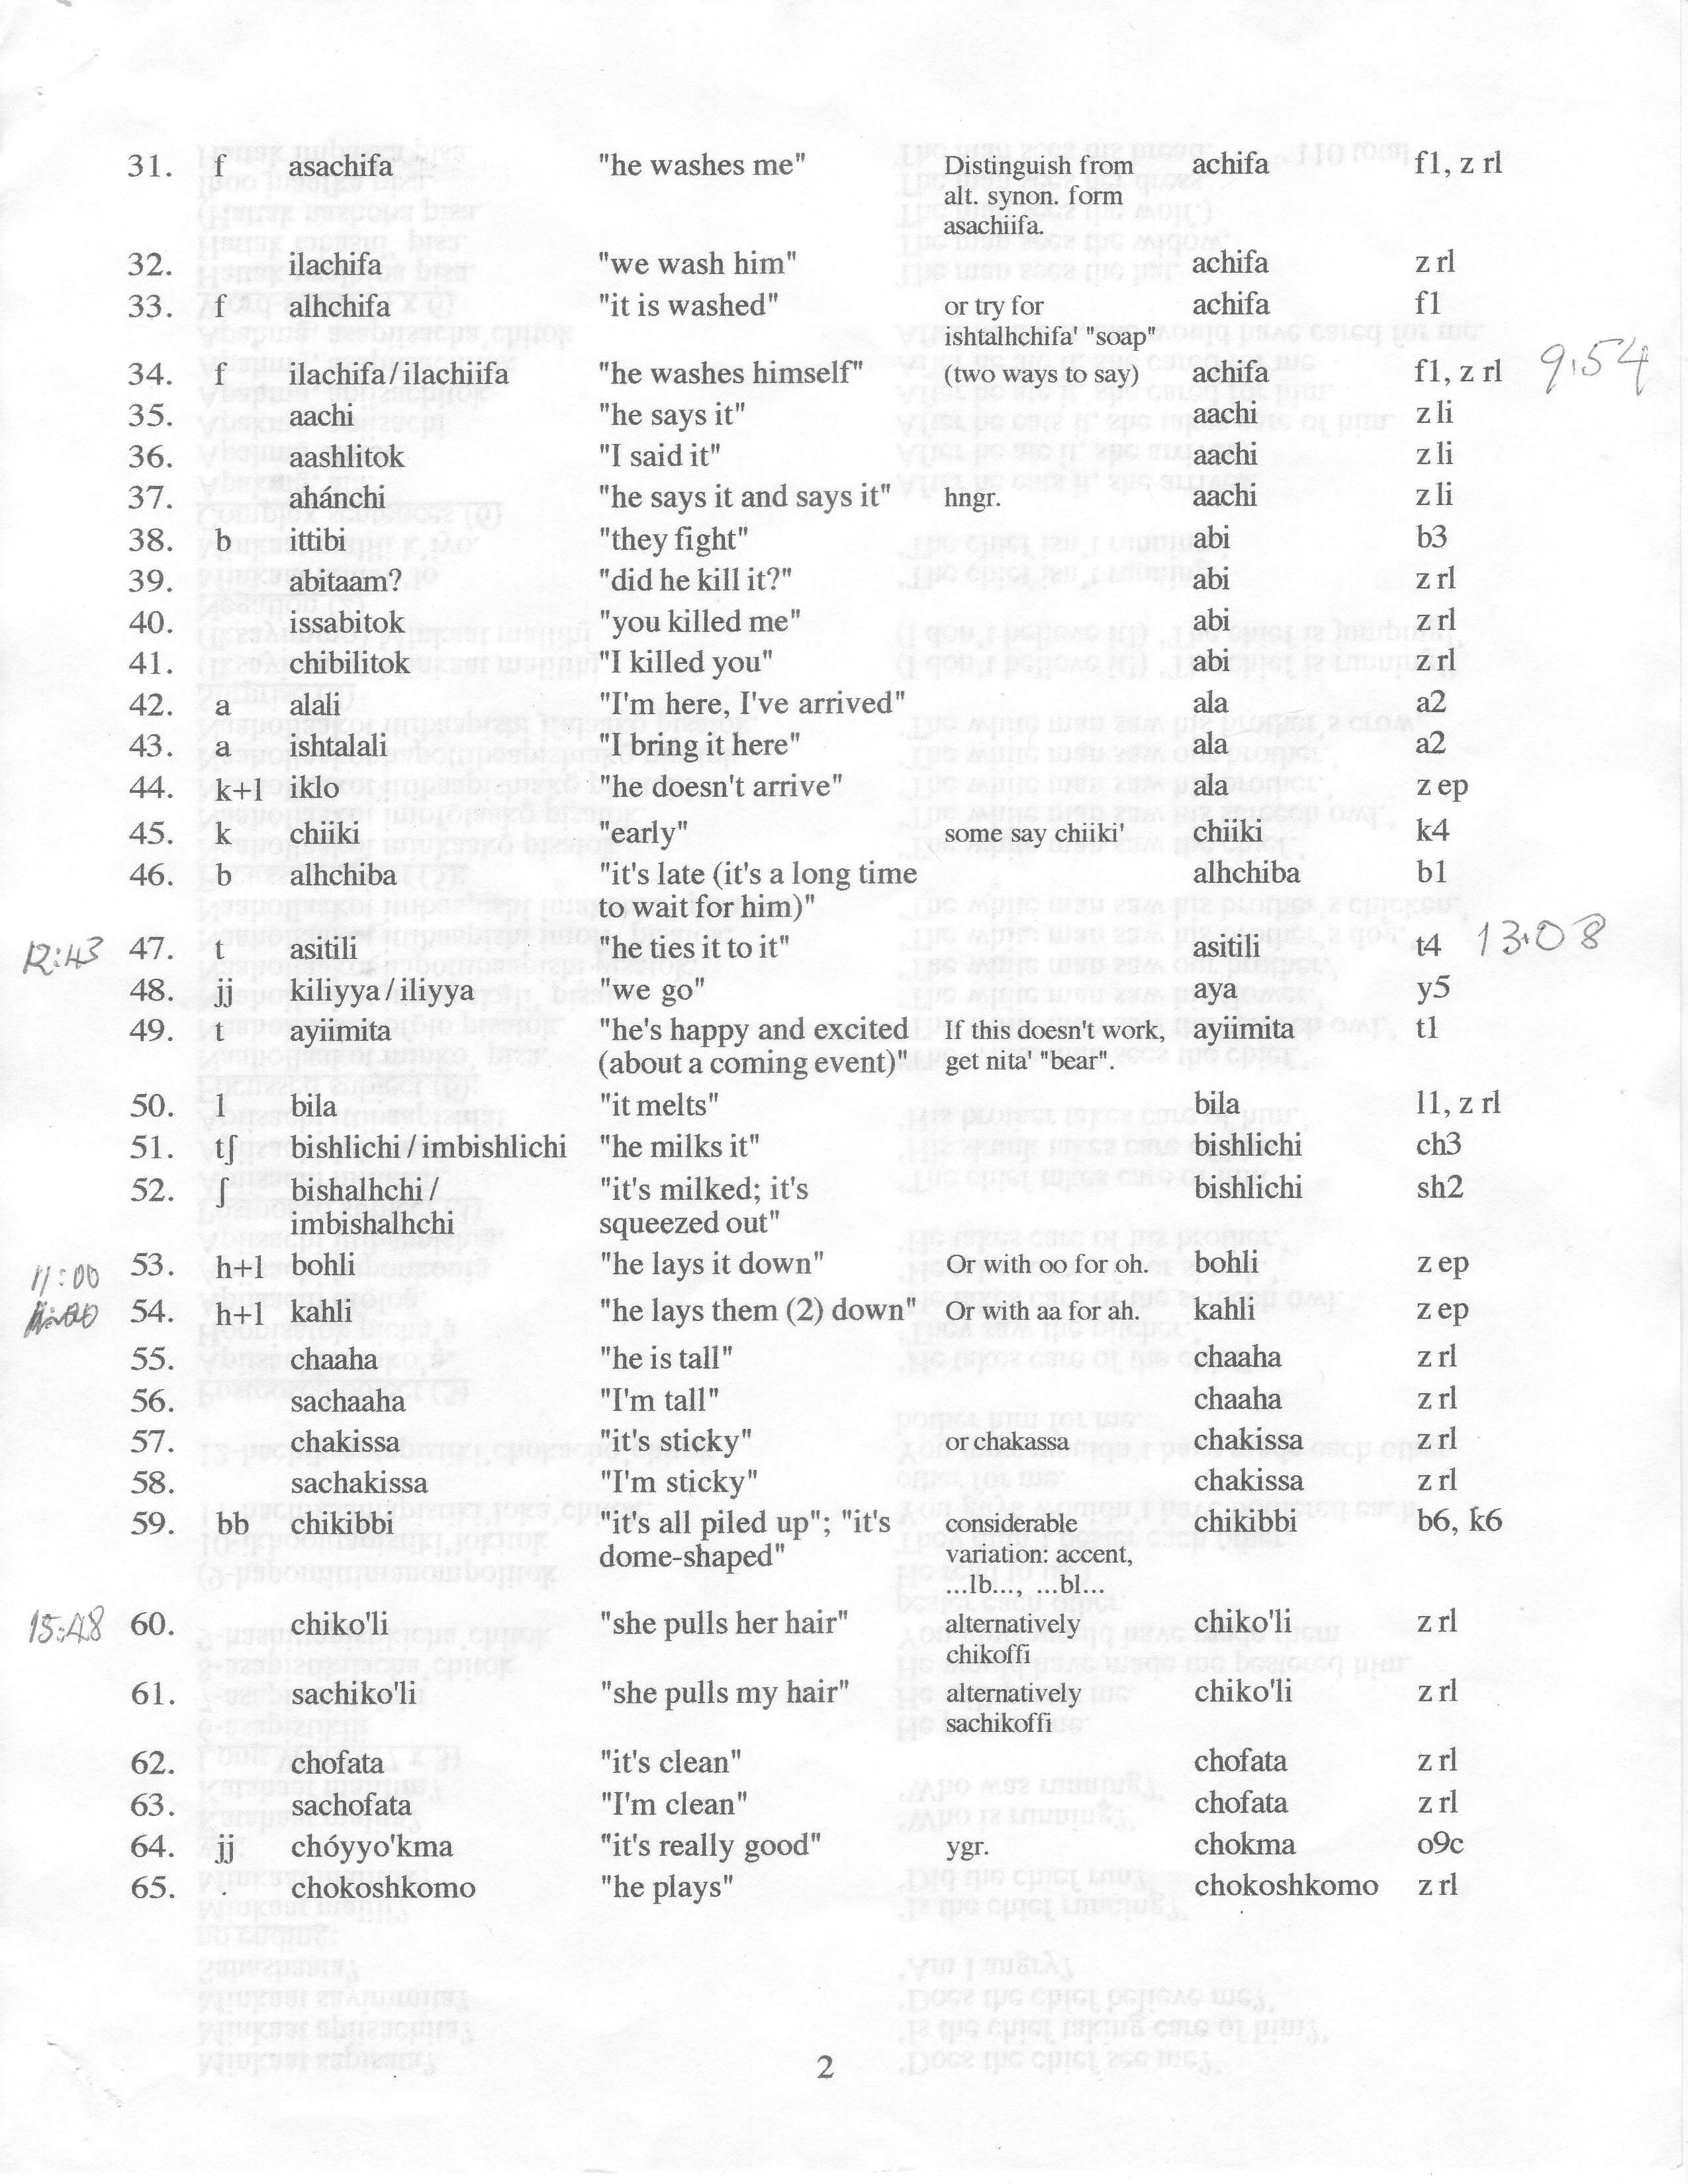 31. f asachifa "he washes me" Distinguish from achifa f1, z rl
alt. synon. form
asachiifa.
32. ilachifa "we wash him" achifa z rl
33. f alhchifa "it is washed" or try for achifa f1
ishtalhchifa' "soap"
34. f ilachifa/ilachiifa "he washes himself" (two ways to say) achifa f1, z rl 9:54
35. aachi "he says it" aachi z li
36. aashlitok "I said it" aachi z li
37. ahánchi "he says it and says it" hngr. aachi z li
38. b ittibi "they fight" abi b3
39. abitaam? "did he kill it?" abi z rl
40. issabitok "you killed me" abi z rl
41. chibilitok "I killed you" abi z rl
42. a alali "I'm here, I've arrived" ala a2
43. a ishtalali "I bring it here" ala a2
44. k+l iklo "he doesn't arrive" ala z ep
45. k chiiki "early" some say chiiki' chiiki k4
46. b alhchiba "it's late (it's a long time alhchiba b1
to wait for him)"
12:43 47. t asitili "he ties it to it" asitili t4 13:08
48. jj kiliyya/iliyya "we go" aya y5
49. t ayiimita "he's happy and excited If this doesn't work, ayiimita t1
(about a coming event)" get nita' "bear".
50. l bila "it melts" bila l1, z rl
51. tʃ bishlichi/imbishlichi "he milks it" bishlichi ch3
52. ʃ bishalhchi/ "it's milked; it's bishlichi sh2
imbishalhchi squeezed out"
11:00 53. h+l bohli "he lays it down" Or with oo for oh. bohli z ep
54. h+l kahli "he lays them (2) down" Or with aa for ah. kahli z ep
55. chaaha "he is tall" chaaha z rl
56. sachaaha "I'm tall" chaaha z rl
57. chakissa "it's sticky" or chakassa chakissa z rl
58. sachakissa "I'm sticky" chakissa z rl
59. bb chikibbi "it's all piled up"; "it's considerable chikibbi b6, k6
dome-shaped" variation: accent,
...lb..., ...bl...
15:48 60. chiko'li "she pulls her hair" alternatively chiko'li z rl
chikoffi
61. sachiko'li "she pulls my hair" alternatively chiko'li z rl
sachikoffi
62. chofata "it's clean" chofata z rl
63. sachofata "I'm clean" chofata z rl
64. jj chóyyo'kma "it's really good" ygr. chokma o9c
65. chokoshkomo "he plays" chokoshkomo z rl
2